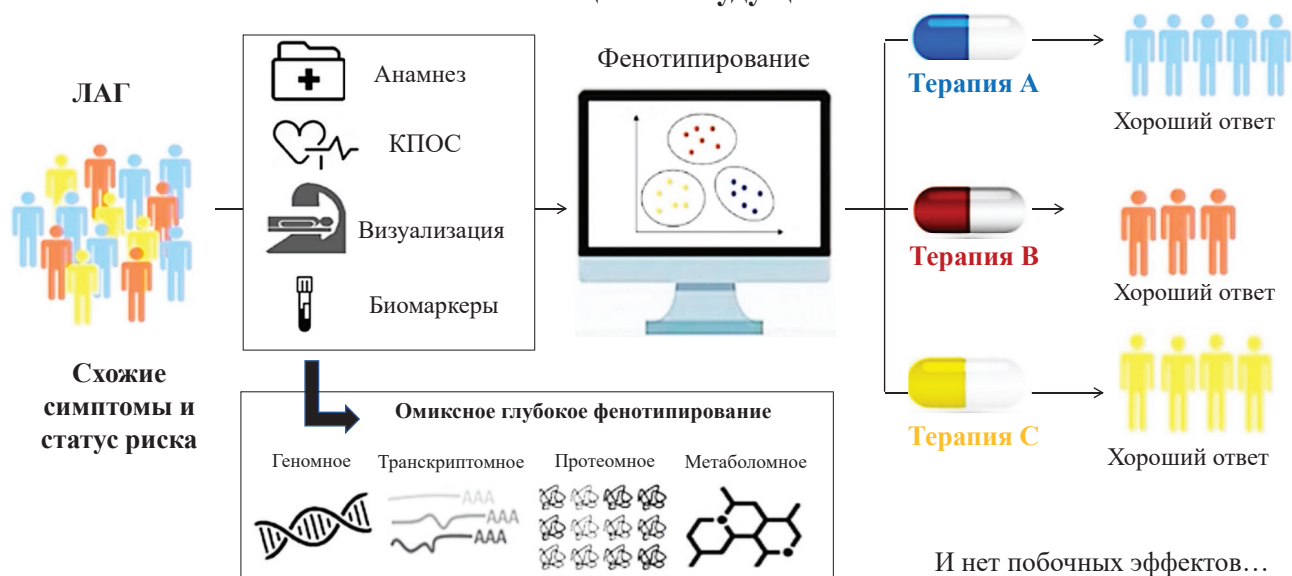 ЛАГ
Схожие
симптомы и
статус риска
Анамнез
КПОС
Визуализация
Биомаркеры
Фенотипирование
Омиксное глубокое фенотипирование
Геномное
Транскриптомное
Протеомное
Метаболомное
AAA
AAA
AAA
Терапия А
Хороший ответ
Терапия В
Хороший ответ
Терапия С
Хороший ответ
И нет побочных эффектов…